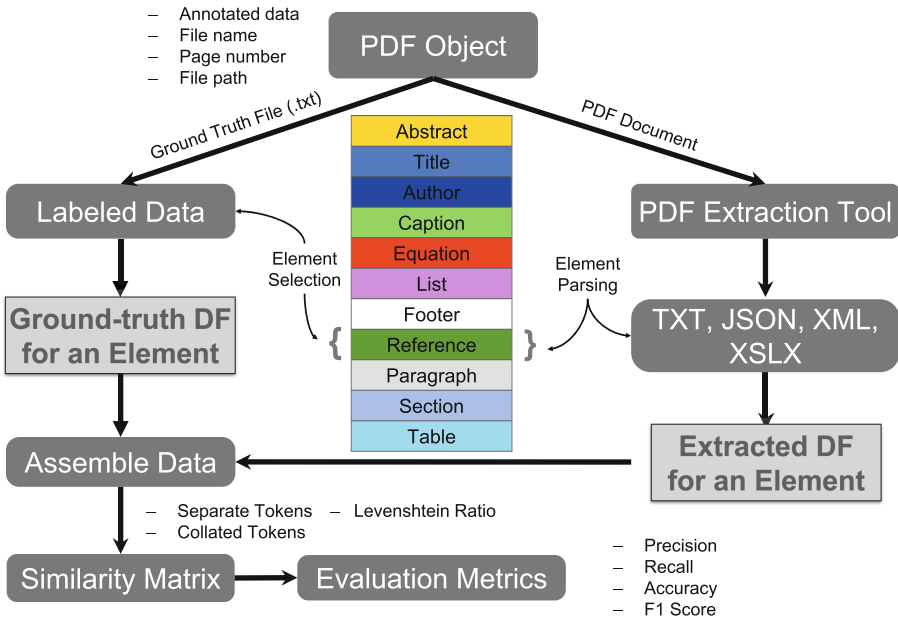 – Annotated data
– File name
– Page number
– File path
PDF Object
Ground Truth File (.txt)
PDF Document
Abstract
Title
Author
Caption
Equation
List
Footer
{ Reference }
Paragraph
Section
Table
Labeled Data
PDF Extraction Tool
Element
Selection
Element
Parsing
Ground-truth DF
for an Element
TXT, JSON, XML,
XSLX
Assemble Data
Extracted DF
for an Element
– Separate Tokens – Levenshtein Ratio
– Collated Tokens
Similarity Matrix
Evaluation Metrics
– Precision
– Recall
– Accuracy
– F1 Score